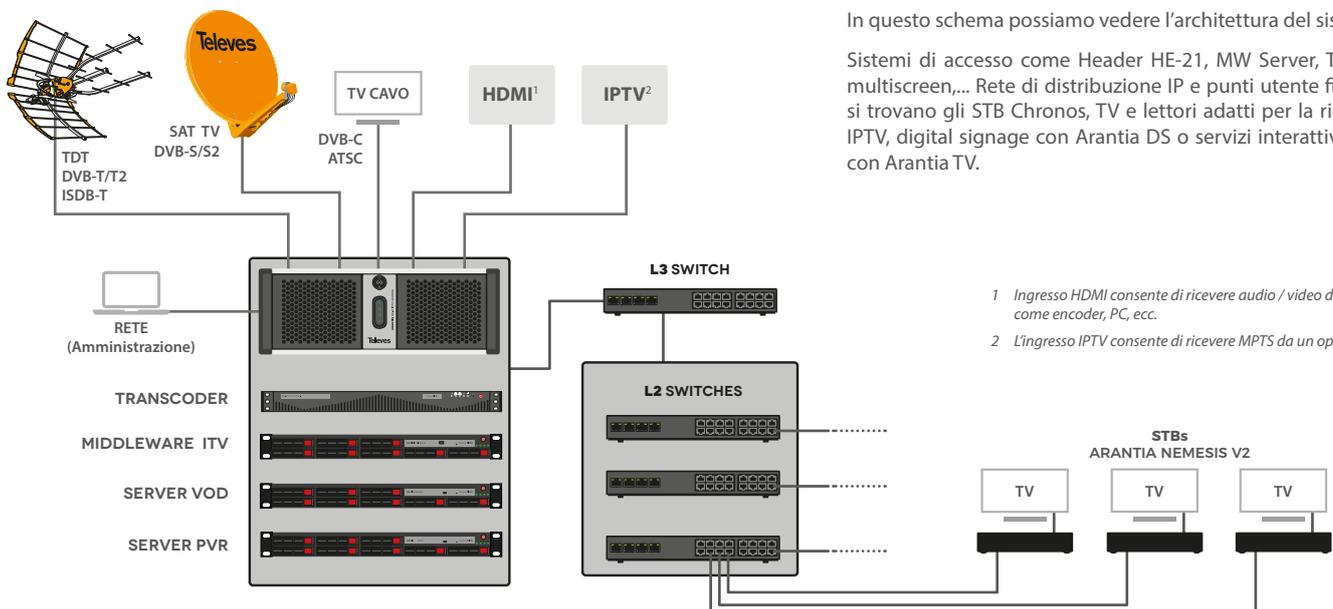 In questo schema possiamo vedere l'architettura del
Sistemi di accesso come Header HE-21, MW Server,
multiscreen,... Rete di distribuzione IP e punti utente
si trovano gli STB Chronos, TV e lettori adatti per la
IPTV, digital signage con Arantia DS o servizi
con Arantia TV.
Televes
TDT
DVB-T/T2
ISDB-T
SAT TV
DVB-S/S2
TV CAVO
DVB-C
ATSC
HDMI1
IPTV2
RETE
(Amministrazione)
Televes
TRANSCODER
MIDDLEWARE ITV
SERVER VOD
SERVER PVR
L3 SWITCH
L2 SWITCHES
1 Ingresso HDMI consente di ricevere audio / video
come encoder, PC, ecc.
2 L'ingresso IPTV consente di ricevere MPTS da un
STBs
ARANTIA NEMESIS V2
TV
TV
TV